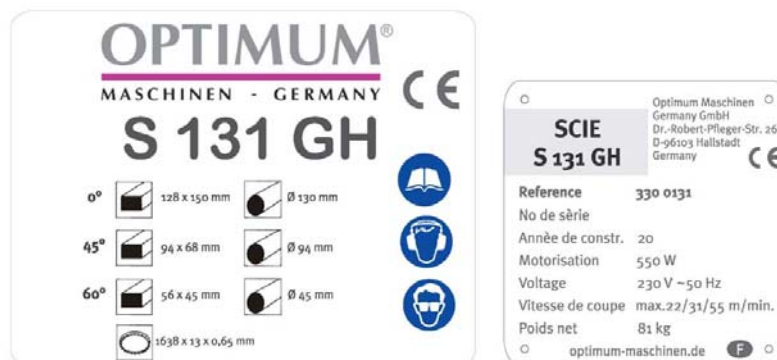 OPTIMUM®
MASCHINEN - GERMANY
CE
S 131 GH
0° 128 x 150 mm Ø 130 mm
45° 94 x 68 mm Ø 94 mm
60° 56 x 45 mm Ø 45 mm
1638 x 13 x 0,65 mm
SCIE
S 131 GH
Optimum Maschinen
Germany GmbH
Dr.-Robert-Pfleger-Str. 26
D-96103 Hallstadt
Germany
CE
Reference 330 0131
No de sèrie
Annèe de constr. 20
Motorisation 550 W
Voltage 230 V ~50 Hz
Vitesse de coupe max.22/31/55 m/min.
Poids net 81 kg
optimum-maschinen.de F